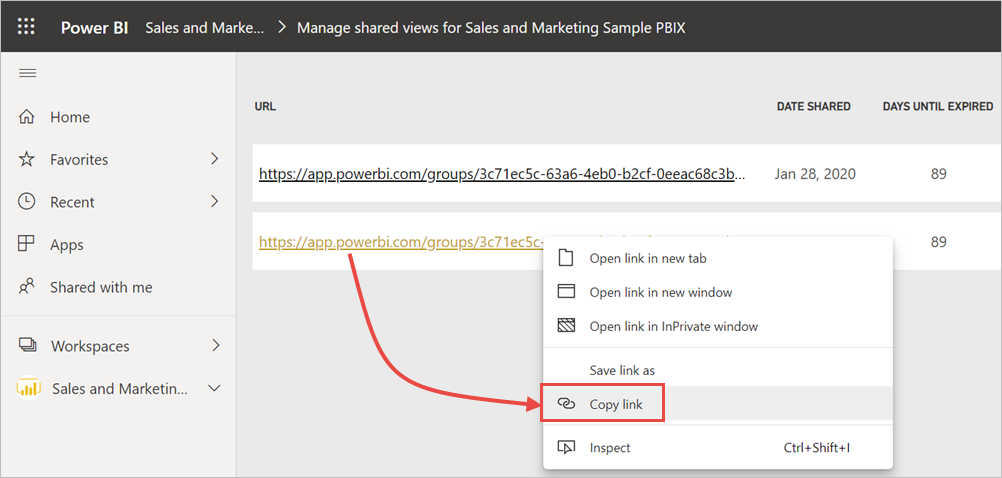 Power BI Sales and Marke... Manage shared views for Sales and Marketing Sample PBIX
Home
Favorites
Recent
Apps
Shared with me
Workspaces
Sales and Marketin...
URL DATE SHARED DAYS UNTIL EXPIRED
https://app.powerbi.com/groups/3c71ec5c-63a6-4eb0-b2cf-0eeac68c3b... Jan 28, 2020 89
https://app.powerbi.com/groups/3c71ec5c- 89
Open link in new tab
Open link in new window
Open link in InPrivate window
Save link as
Copy link
Inspect Ctrl+Shift+I